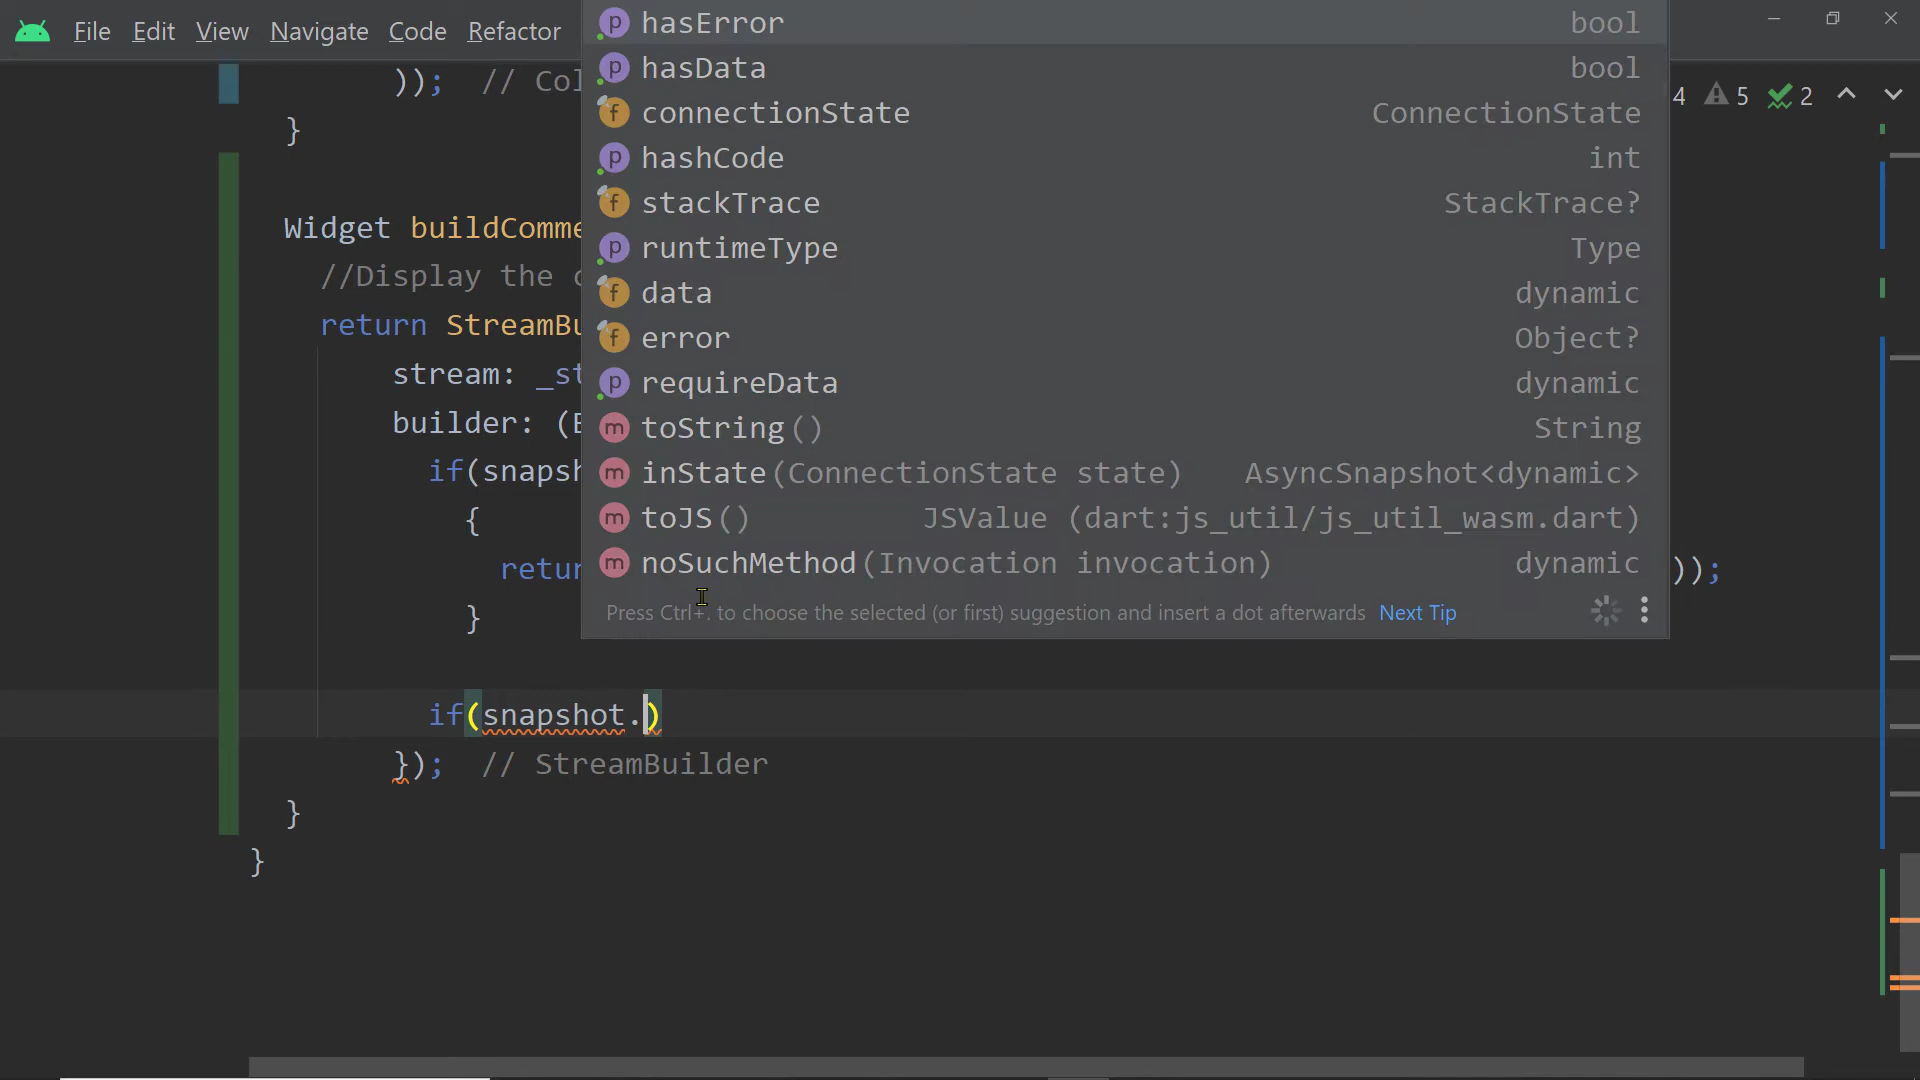 File Edit View Navigate Code Refactor
hasError bool
hasData bool
connectionState ConnectionState
hashCode int
stackTrace StackTrace?
runtimeType Type
data dynamic
error Object?
requireData dynamic
toString() String
inState(ConnectionState state) AsyncSnapshot<dynamic>
toJS() JSValue (dart:js_util/js_util_wasm.dart)
noSuchMethod(Invocation invocation) dynamic
Press Ctrl+. to choose the selected (or first) suggestion and insert a dot afterwards Next Tip
4 5 2
)); // Col
}
Widget buildComme
//Display the
return StreamBu
stream: _st
builder: (
if(snapsh
{
retur ));
}
if(snapshot.)
}); // StreamBuilder
}
}